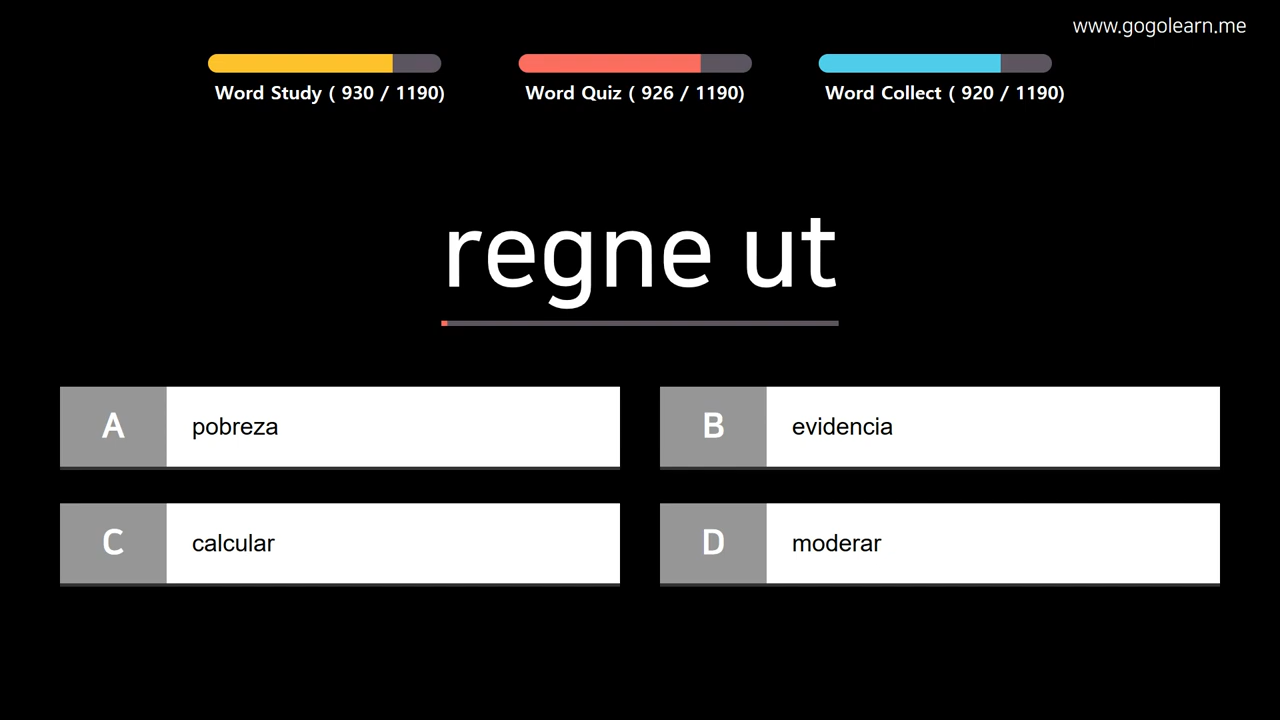 www.gogolearn.me
Word Study ( 930 / 1190)
Word Quiz ( 926 / 1190)
Word Collect ( 920 / 1190)
regne ut
A
pobreza
B
evidencia
C
calcular
D
moderar